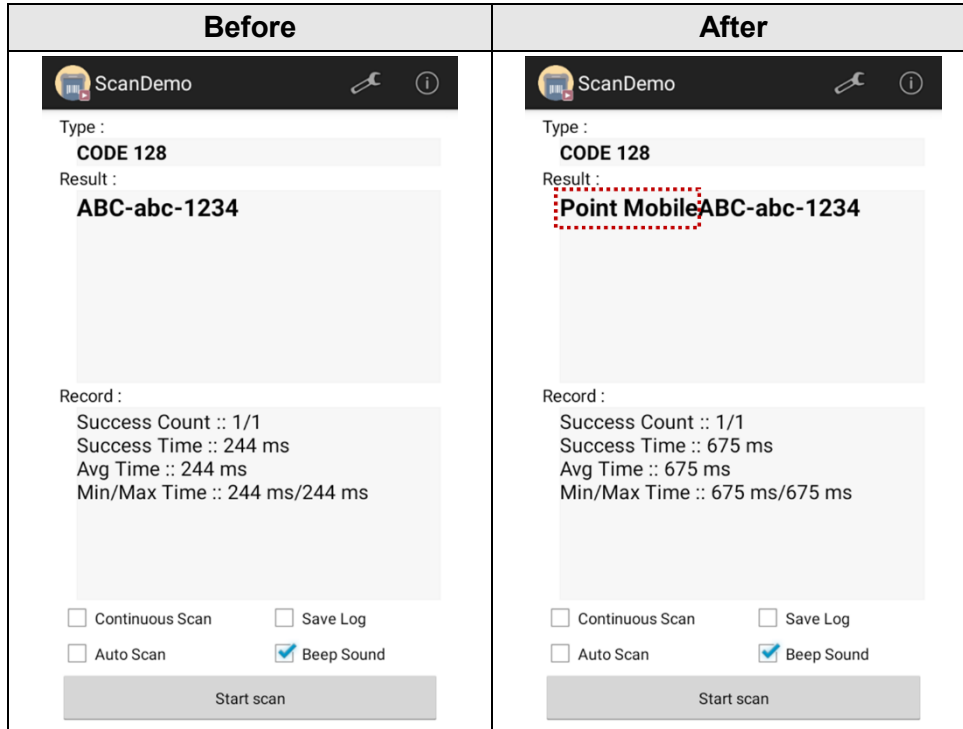 Before
After
ScanDemo
Type :
CODE 128
Result :
ABC-abc-1234
Record :
Success Count :: 1/1
Success Time :: 244 ms
Avg Time :: 244 ms
Min/Max Time :: 244 ms/244 ms
Continuous Scan
Save Log
Auto Scan
Beep Sound
Start scan
ScanDemo
Type :
CODE 128
Result :
Point MobileABC-abc-1234
Record :
Success Count :: 1/1
Success Time :: 675 ms
Avg Time :: 675 ms
Min/Max Time :: 675 ms/675 ms
Continuous Scan
Save Log
Auto Scan
Beep Sound
Start scan